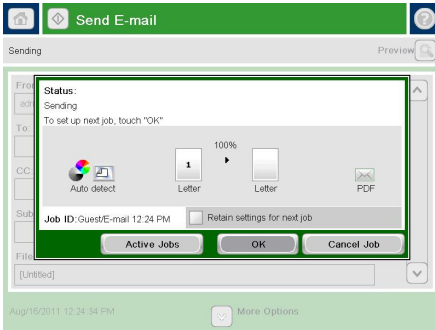 Send E-mail
?
Sending
Preview
Status:
Sending
To set up next job, touch "OK"
100%
1
Auto detect
Letter
Letter
PDF
Job ID:Guest/E-mail 12:24 PM
Retain settings for next job
Active Jobs
OK
Cancel Job
To:
CC:
[Untitled]
Aug/16/2011 12:24:34 PM
More Options